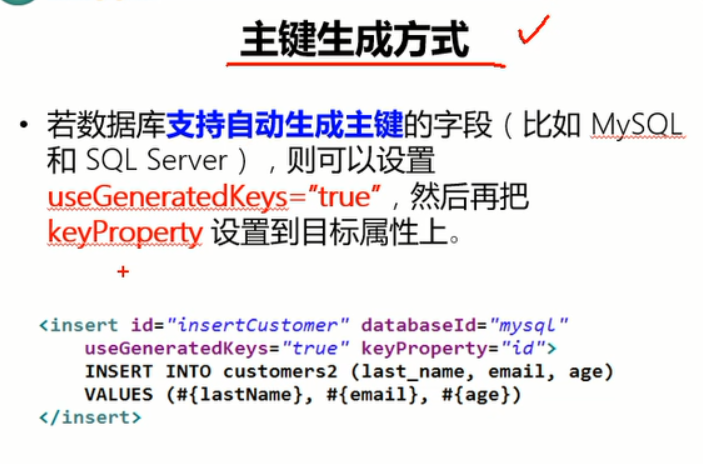 主键生成方式
• 若数据库支持自动生成主键的字段（比如 MySQL
和 SQL Server），则可以设置
useGeneratedKeys=”true”，然后再把
keyProperty 设置到目标属性上。
<insert id="insertCustomer" databaseId="mysql"
useGeneratedKeys="true" keyProperty="id">
INSERT INTO customers2 (last_name, email, age)
VALUES (#{lastName}, #{email}, #{age})
</insert>